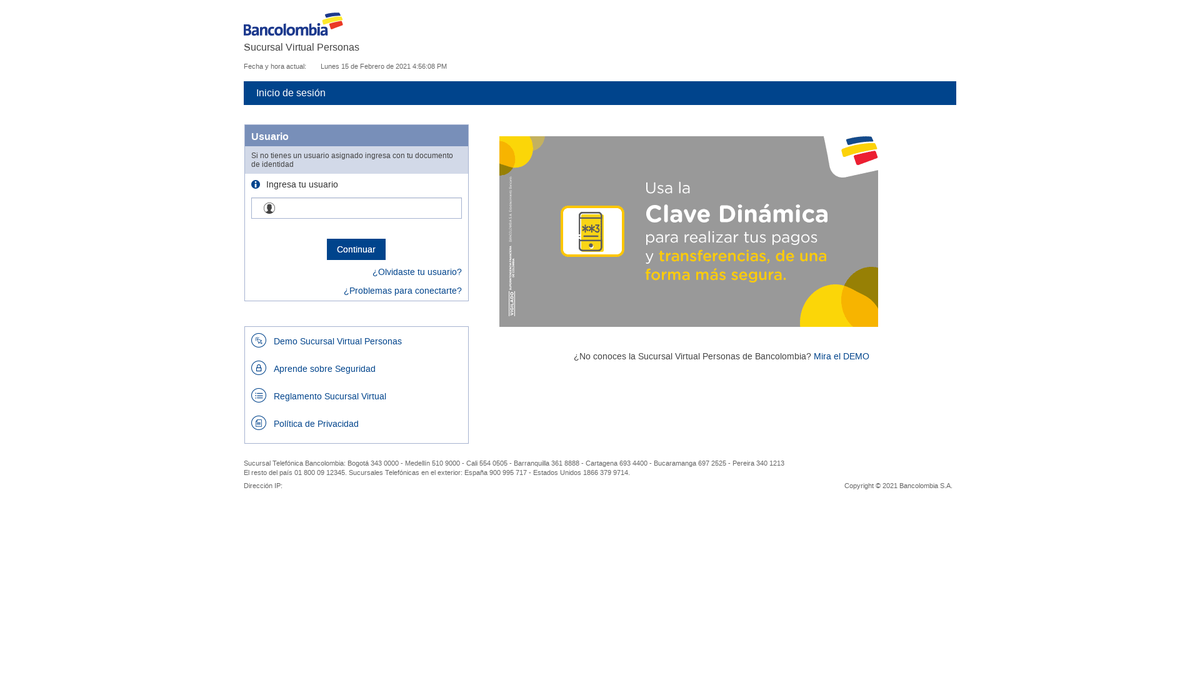 Bancolombia
Sucursal Virtual Personas
Fecha y hora actual: Lunes 15 de Febrero de 2021 4:56:08 PM
Inicio de sesión
Usuario
Si no tienes un usuario asignado ingresa con tu documento
de identidad
Ingresa tu usuario
Continuar
¿Olvidaste tu usuario?
¿Problemas para conectarte?
Usa la
Clave Dinámica
para realizar tus pagos
y transferencias, de una
forma más segura.
**3
VIGILADO
¿No conoces la Sucursal Virtual Personas de Bancolombia? Mira el DEMO
Demo Sucursal Virtual Personas
Aprende sobre Seguridad
Reglamento Sucursal Virtual
Política de Privacidad
Sucursal Telefónica Bancolombia: Bogotá 343 0000 - Medellín 510 9000 - Cali 554 0505 - Barranquilla 361 8888 - Cartagena 693 4400 - Bucaramanga 697 2525 - Pereira 340 1213
El resto del país 01 800 09 12345. Sucursales Telefónicas en el exterior: España 900 995 717 - Estados Unidos 1866 379 9714.
Dirección IP:
Copyright © 2021 Bancolombia S.A.